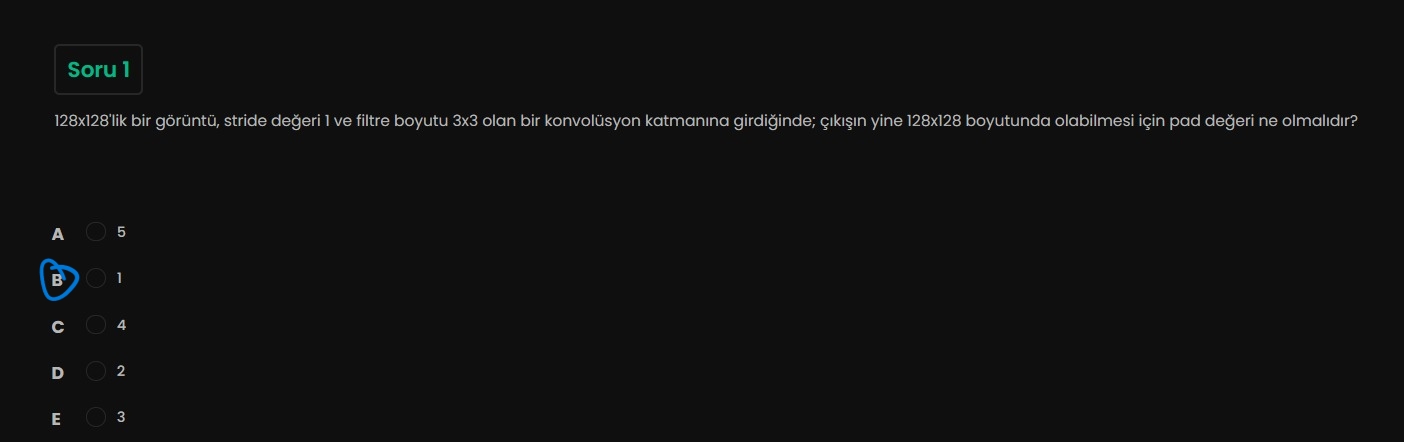 Soru 1
128x128'lik bir görüntü, stride değeri 1 ve filtre boyutu 3x3 olan bir konvolüsyon katmanına girdiğinde; çıkışın yine 128x128 boyutunda olabilmesi için pad değeri ne olmalıdır?
A 5
B 1
C 4
D 2
E 3